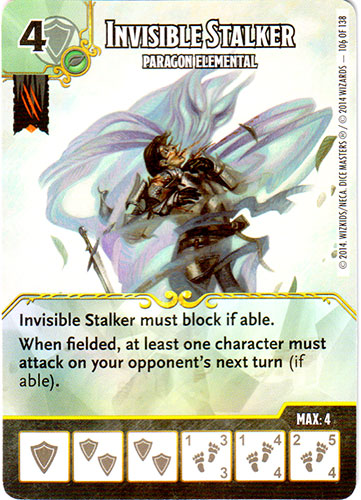 4
INVISIBLE STALKER
PARAGON ELEMENTAL
© 2014. WIZKIDS/NECA. DICE MASTERS ® / © 2014 WIZARDS — 106 OF 138
Invisible Stalker must block if able.
When fielded, at least one character must
attack on your opponent's next turn (if
able).
MAX: 4
1 3 3
1 4 4
2 5 4